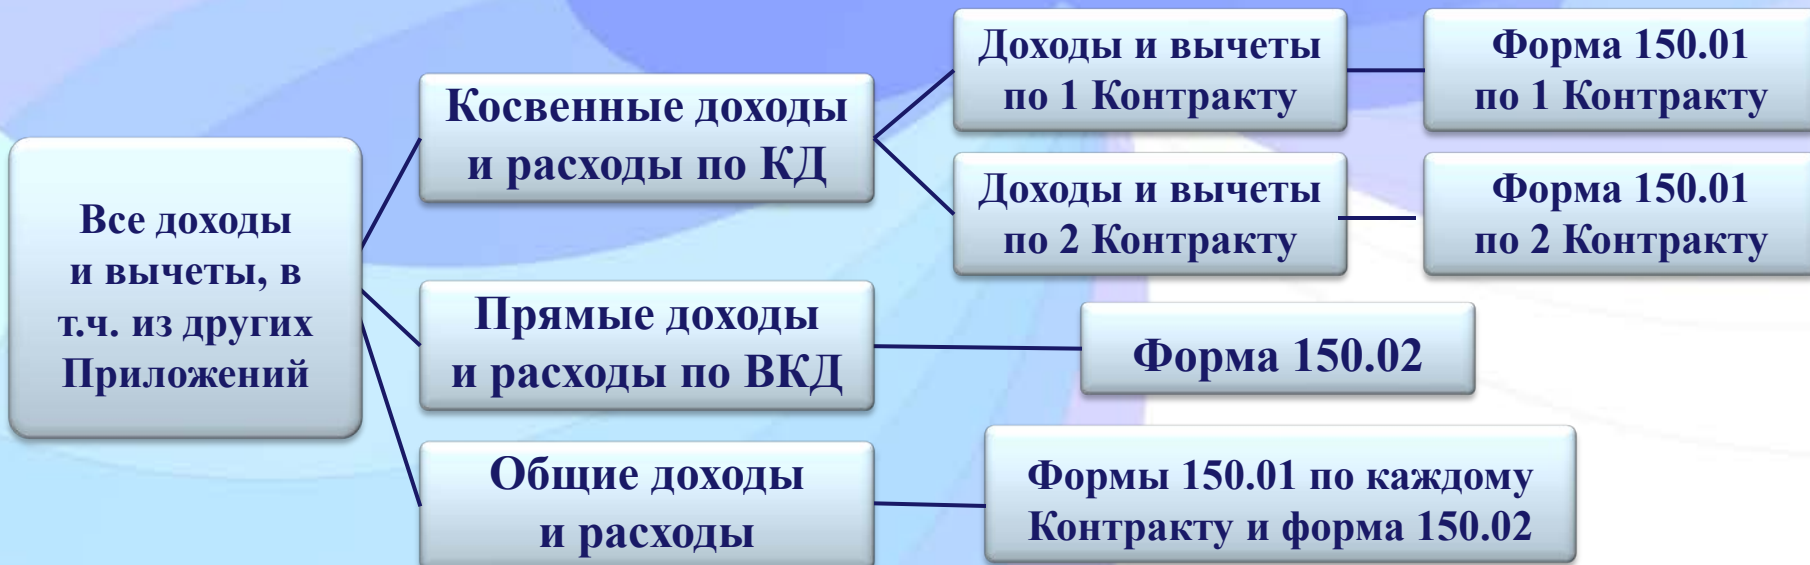 Все доходы
и вычеты, в
т.ч. из других
Приложений
Косвенные доходы
и расходы по КД
Доходы и вычеты
по 1 Контракту
Форма 150.01
по 1 Контракту
Доходы и вычеты
по 2 Контракту
Форма 150.01
по 2 Контракту
Прямые доходы
и расходы по ВКД
Форма 150.02
Общие доходы
и расходы
Формы 150.01 по каждому
Контракту и форма 150.02